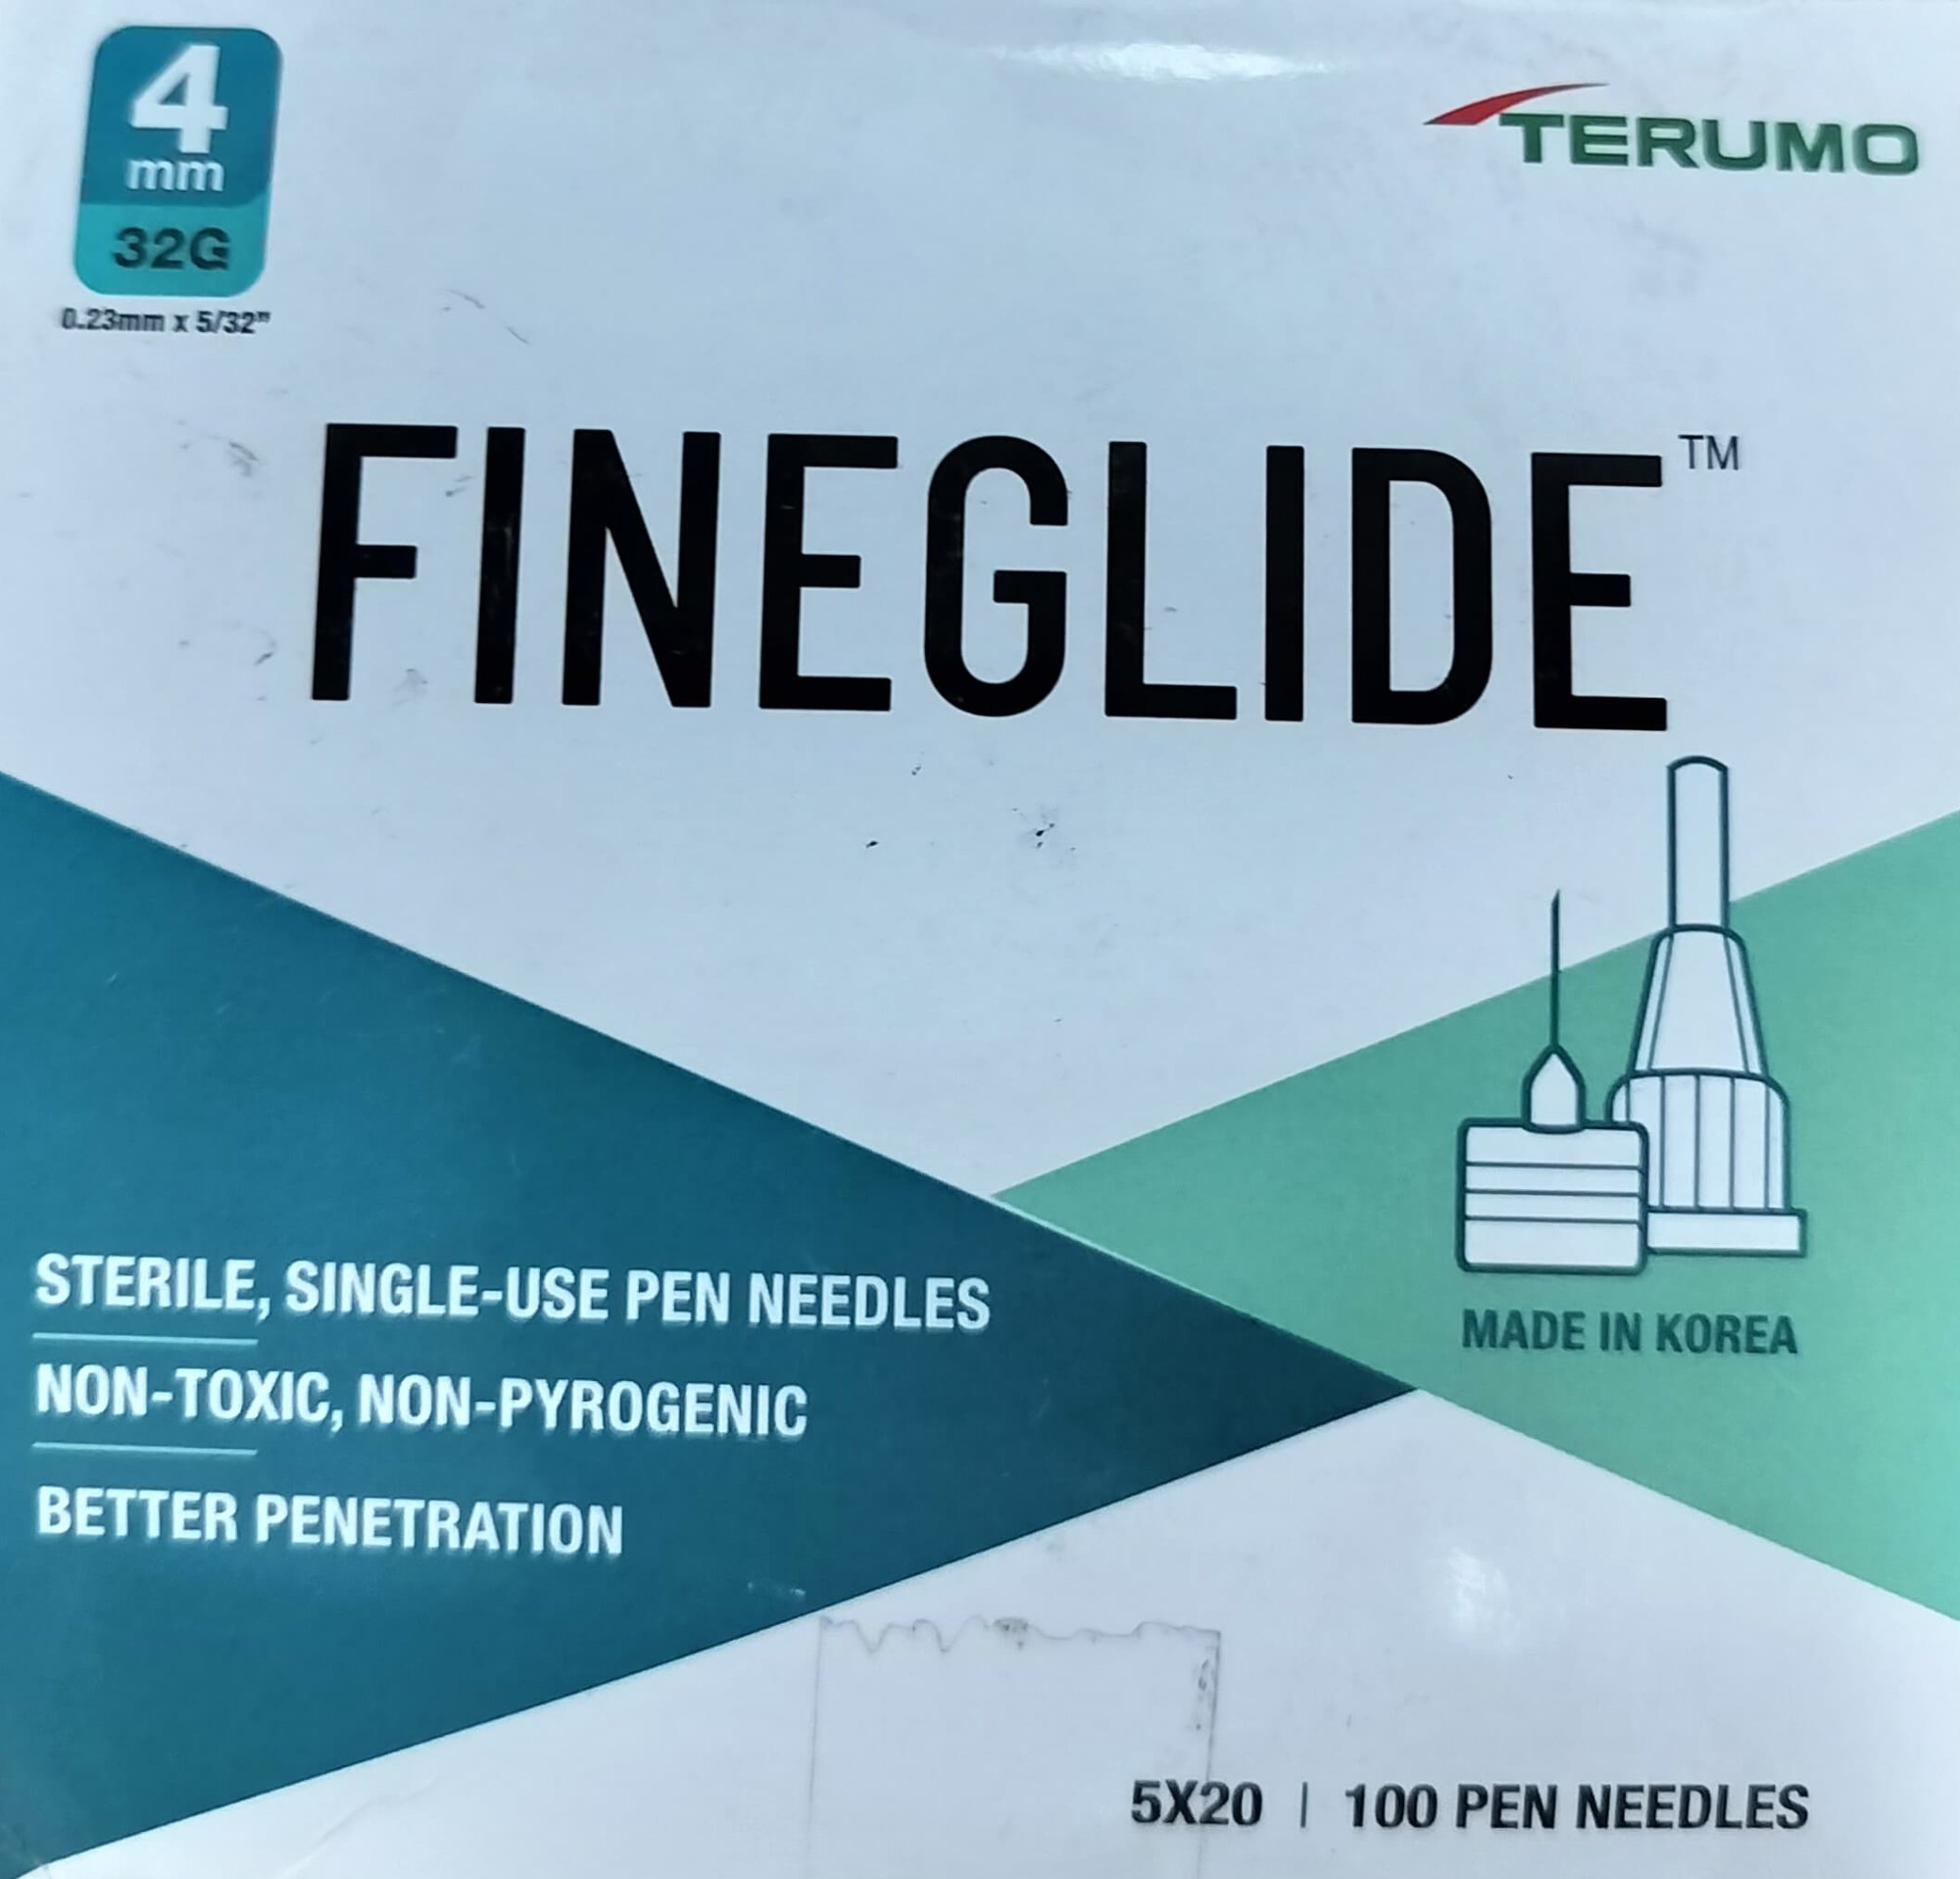 4
mm
32G
0.23mm x 5/32"
TERUMO
FINEGLIDE™
STERILE, SINGLE-USE PEN NEEDLES
NON-TOXIC, NON-PYROGENIC
BETTER PENETRATION
MADE IN KOREA
5X20 | 100 PEN NEEDLES